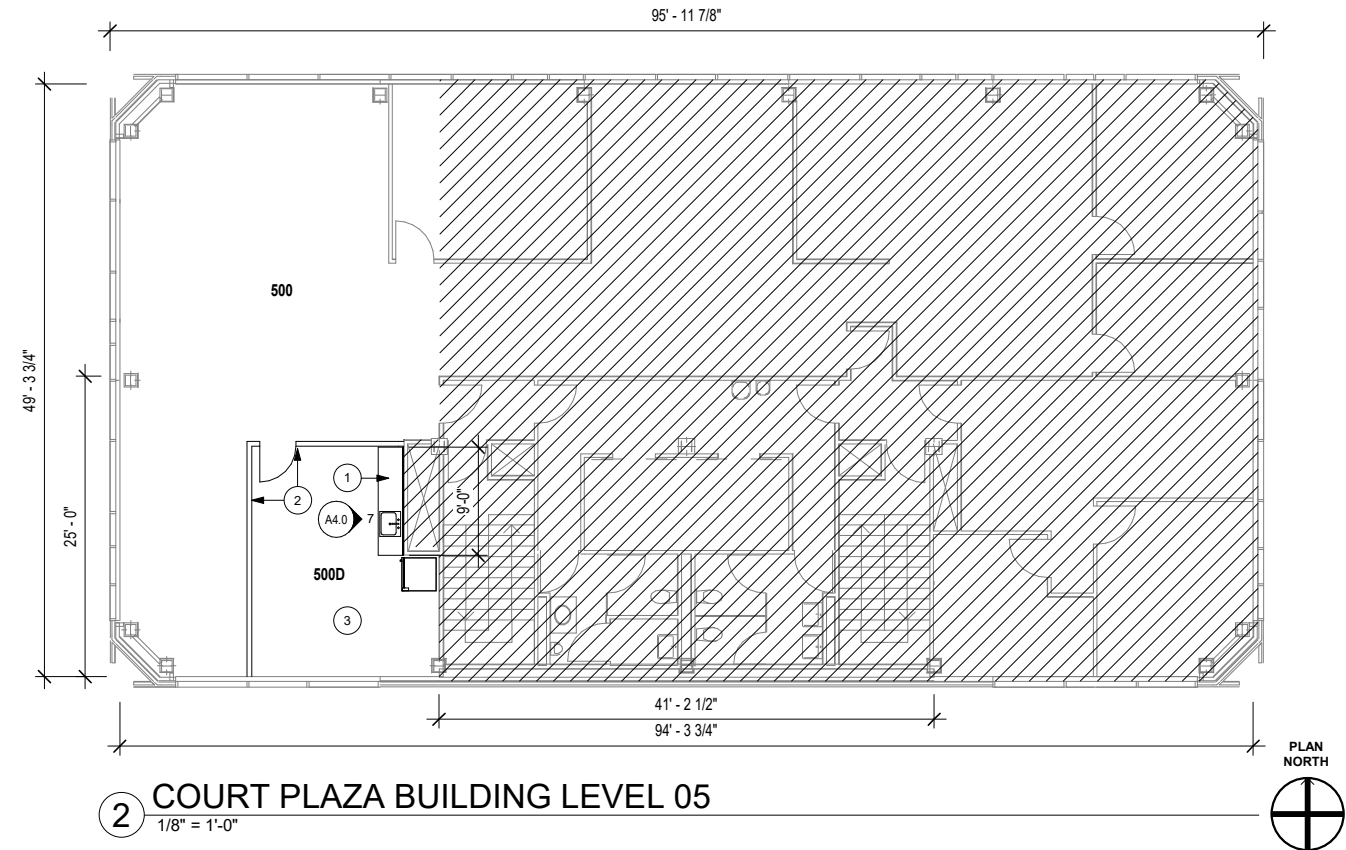 95' - 11 7/8"
500
49' - 3 3/4"
25' - 0"
1
2
9'-0"
A4.0
7
500D
3
41' - 2 1/2"
94' - 3 3/4"
PLAN
NORTH
2
COURT PLAZA BUILDING LEVEL 05
1/8" = 1'-0"